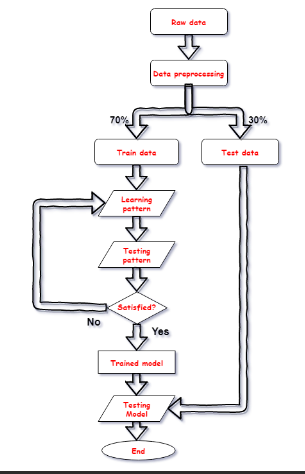 Raw data
Data preprocessing
70%
30%
Train data
Test data
Learning
pattern
Testing
pattern
Satisfied?
No
Yes
Trained model
Testing
Model
End